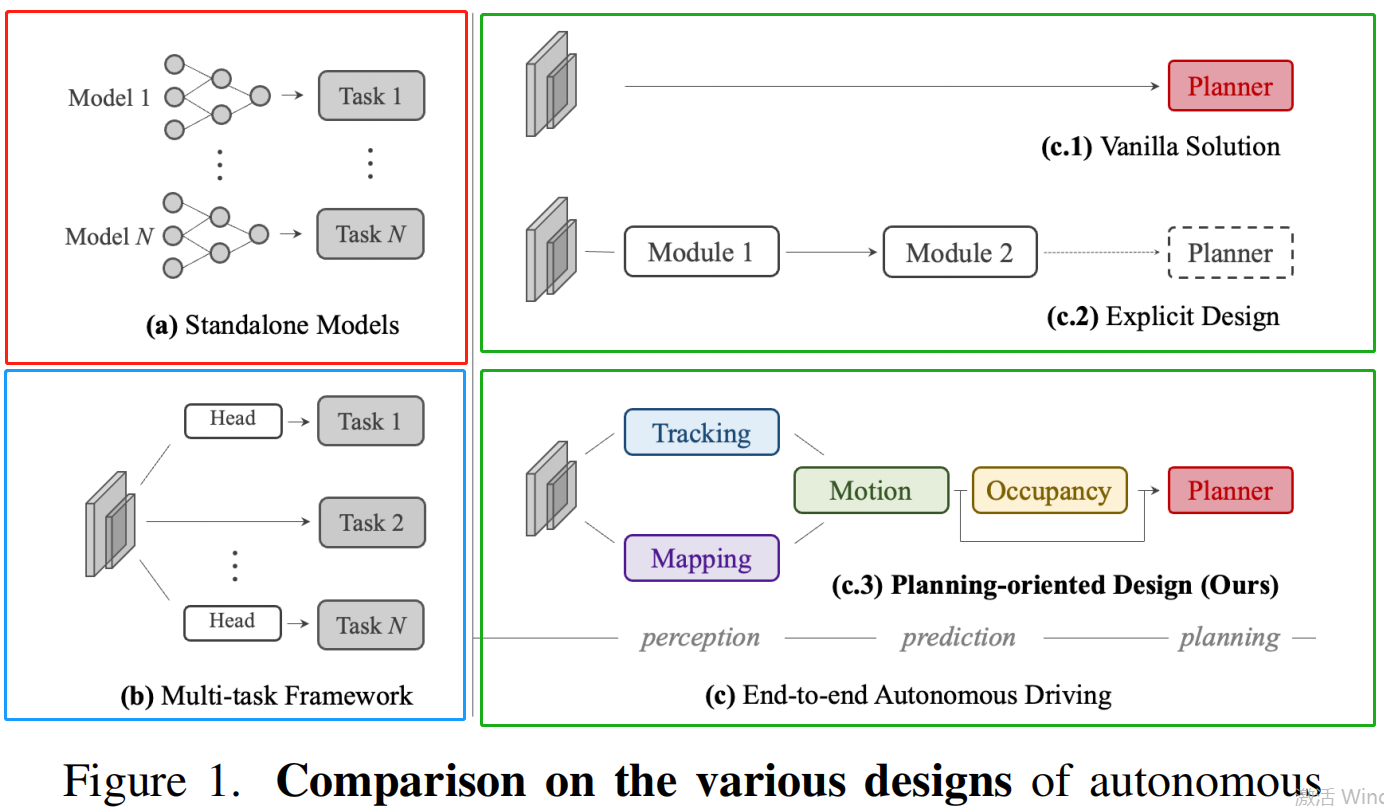 Model 1
Task 1
Model N
Task N
(a) Standalone Models
Head
Task 1
Task 2
Head
Task N
(b) Multi-task Framework
Planner
(c.1) Vanilla Solution
Module 1
Module 2
Planner
(c.2) Explicit Design
Tracking
Motion
Occupancy
Planner
Mapping
(c.3) Planning-oriented Design (Ours)
perception
prediction
planning
(c) End-to-end Autonomous Driving
Figure 1. Comparison on the various designs of autonomous
激活 Wind